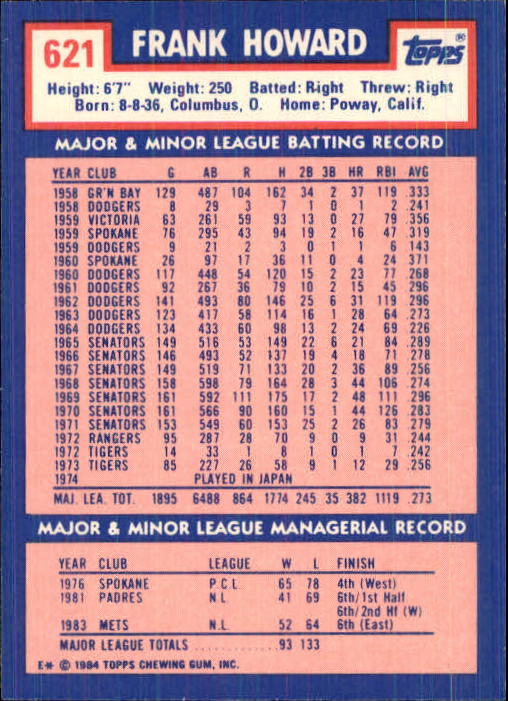 621 FRANK HOWARD Topps®
Height: 6'7" Weight: 250 Batted: Right Threw: Right
Born: 8-8-36, Columbus, O. Home: Poway, Calif.
MAJOR & MINOR LEAGUE BATTING RECORD
YEAR CLUB G AB R H 2B 3B HR RBI AVG
1958 GR'N BAY 129 487 104 162 34 2 37 119 .333
1958 DODGERS 8 29 3 7 1 0 1 2 .241
1959 VICTORIA 63 261 59 93 13 0 27 79 .356
1959 SPOKANE 76 295 43 94 19 2 16 47 .319
1959 DODGERS 9 21 2 3 0 1 1 6 .143
1960 SPOKANE 26 97 17 36 11 0 4 24 .371
1960 DODGERS 117 448 54 120 15 2 23 77 .268
1961 DODGERS 92 267 36 79 10 2 15 45 .296
1962 DODGERS 141 493 80 146 25 6 31 119 .296
1963 DODGERS 123 417 58 114 16 1 28 64 .273
1964 DODGERS 134 433 60 98 13 2 24 69 .226
1965 SENATORS 149 516 53 149 22 6 21 84 .289
1966 SENATORS 146 493 52 137 19 4 18 71 .278
1967 SENATORS 149 519 71 133 20 2 36 89 .256
1968 SENATORS 158 598 79 164 28 3 44 106 .274
1969 SENATORS 161 592 111 175 17 2 48 111 .296
1970 SENATORS 161 566 90 160 15 1 44 126 .283
1971 SENATORS 153 549 60 153 25 2 26 83 .279
1972 RANGERS 95 287 28 70 9 0 9 31 .244
1972 TIGERS 14 33 1 8 1 0 1 7 .242
1973 TIGERS 85 227 26 58 9 1 12 29 .256
1974 PLAYED IN JAPAN
MAJ. LEA. TOT. 1895 6488 864 1774 245 35 382 1119 .273
MAJOR & MINOR LEAGUE MANAGERIAL RECORD
YEAR CLUB LEAGUE W L FINISH
1976 SPOKANE P.C.L. 65 78 4th (West)
1981 PADRES N.L. 41 69 6th/1st Half
6th/2nd Hf (W)
1983 METS N.L. 52 64 6th (East)
MAJOR LEAGUE TOTALS .............. 93 133
E* © 1984 TOPPS CHEWING GUM, INC.